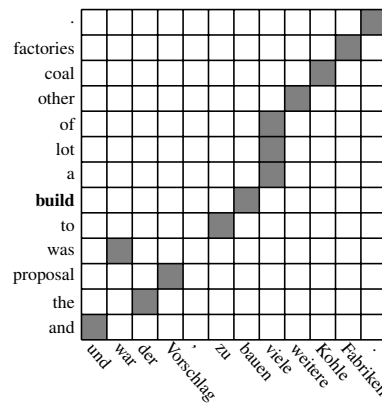 .
factories
coal
other
of
lot
a
build
to
was
proposal
the
and
und
war
der
Vorschlag
,
zu
bauen
viele
weitere
Kohle
Fabriken
.